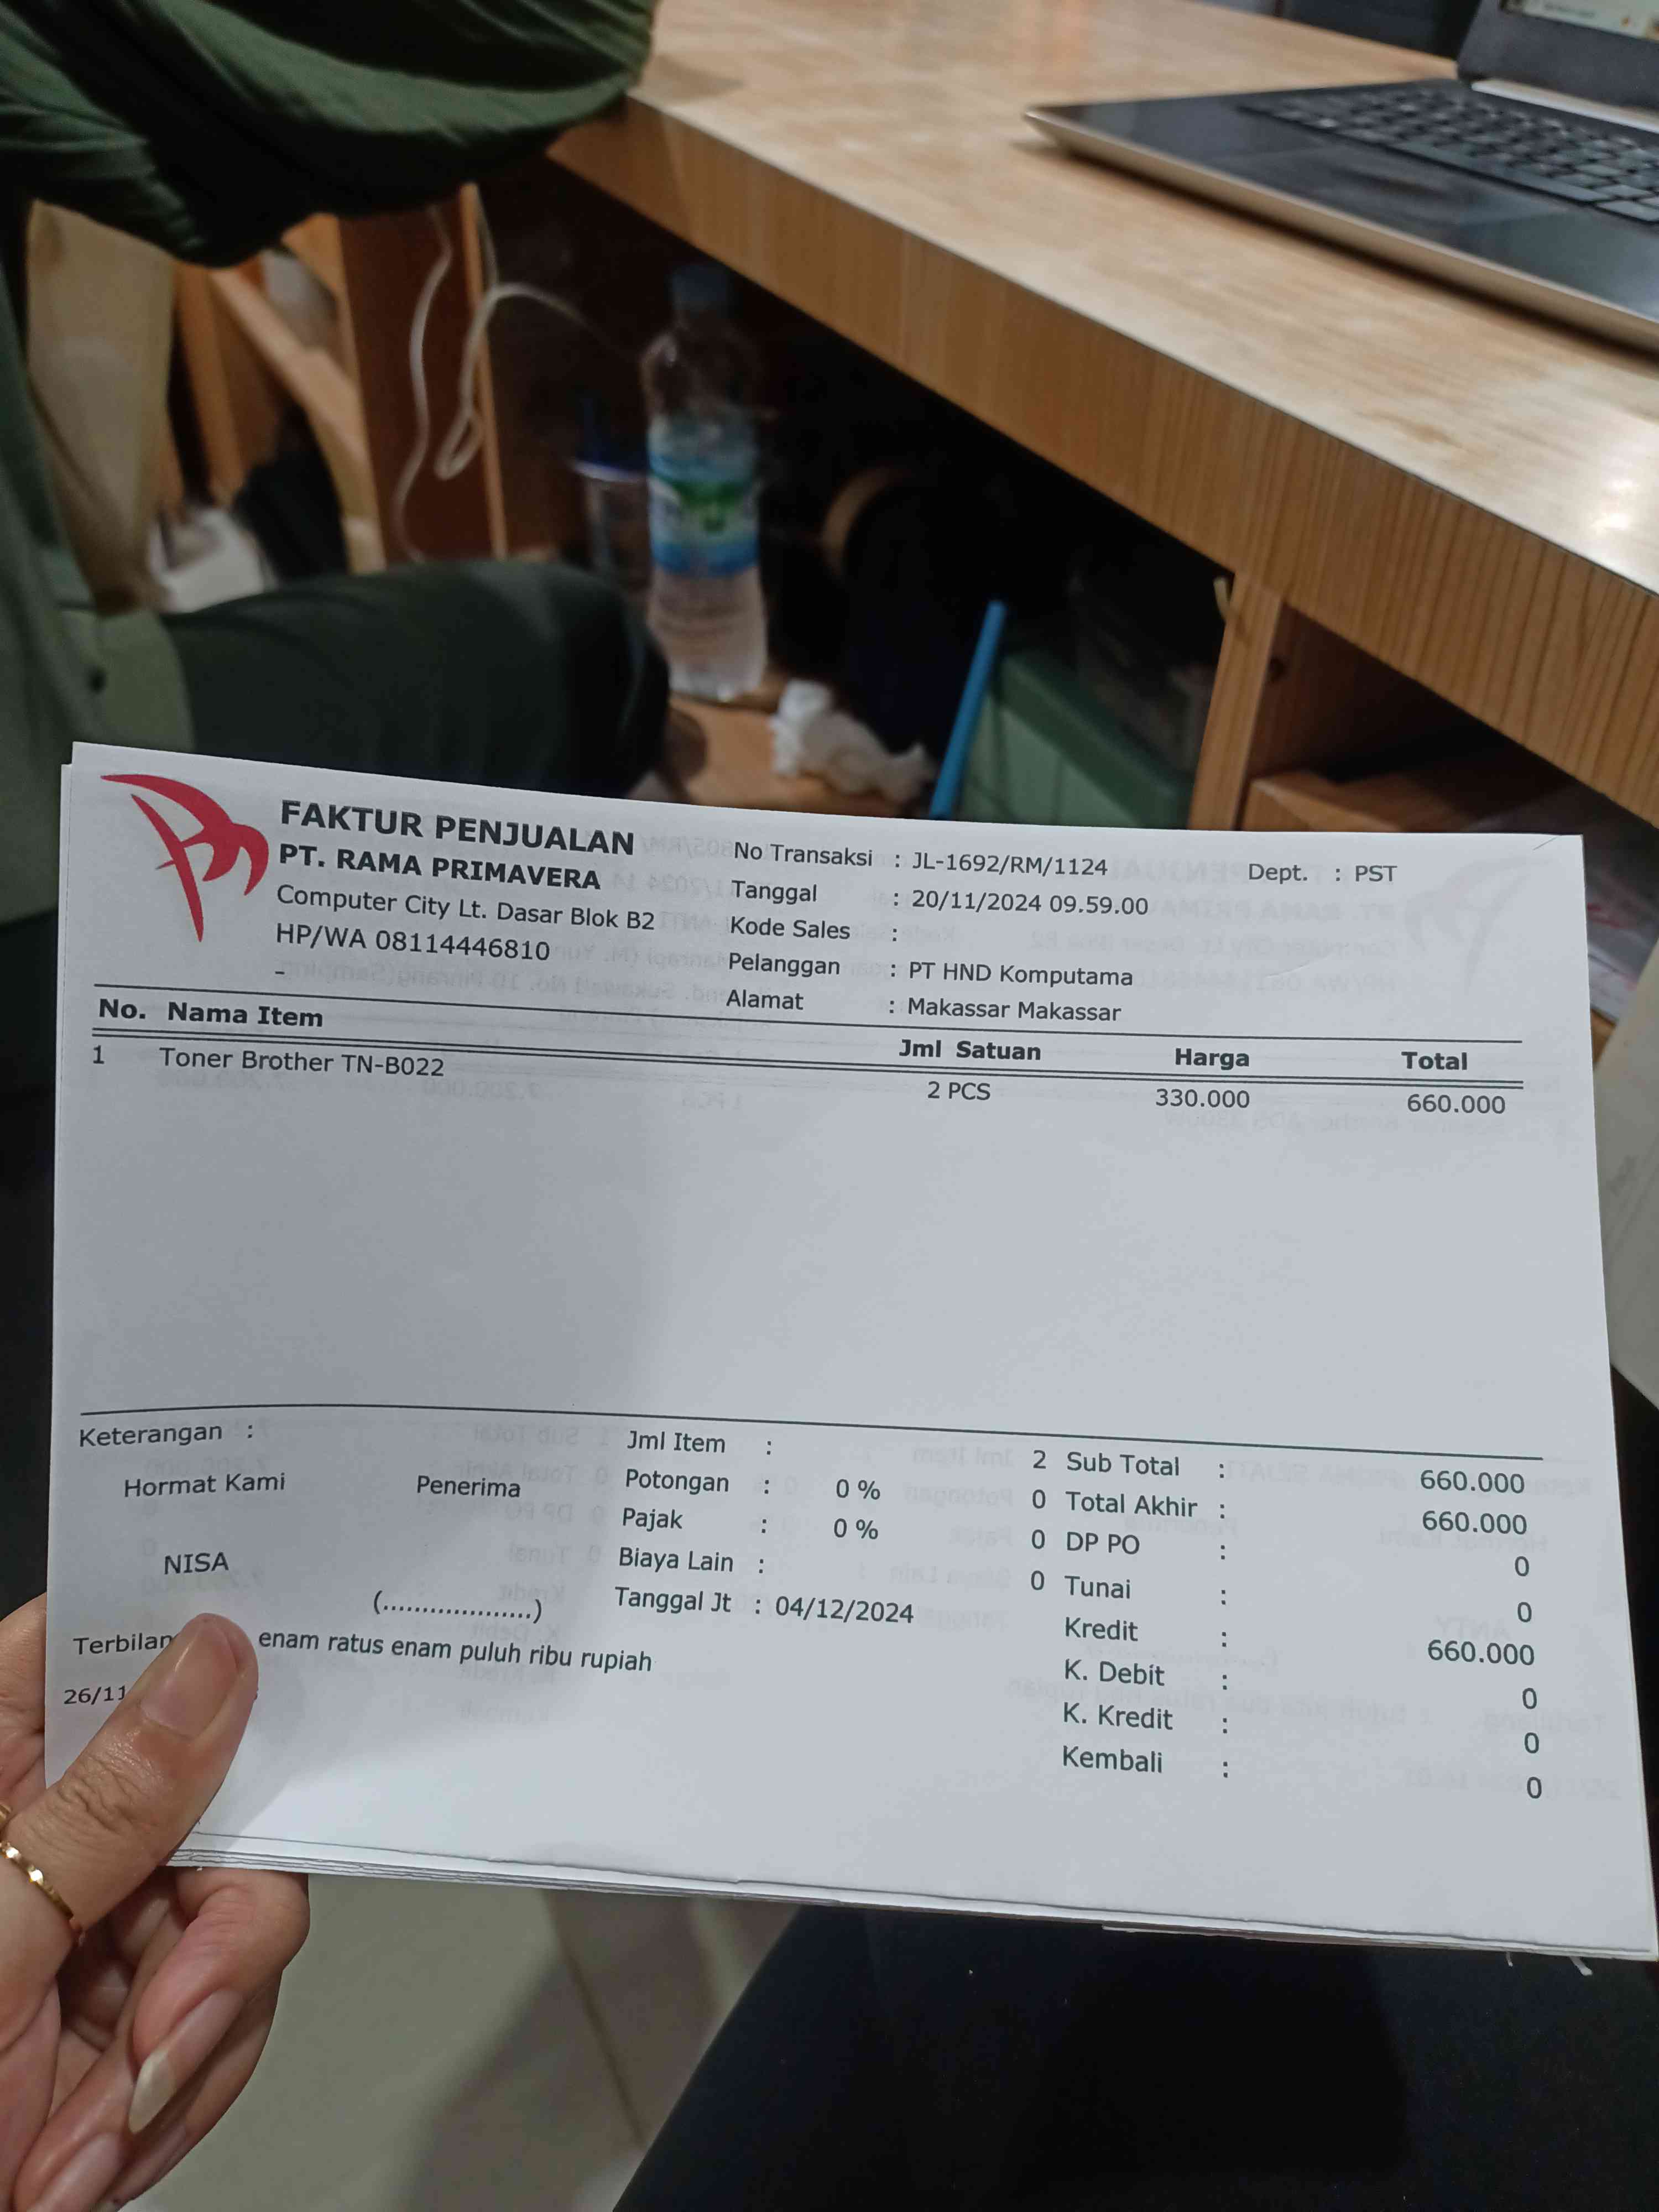 FAKTUR PENJUALAN
PT. RAMA PRIMAVERA
Computer City Lt. Dasar Blok B2
HP/WA 08114446810
-
No Transaksi : JL-1692/RM/1124 Dept. : PST
Tanggal : 20/11/2024 09.59.00
Kode Sales :
Pelanggan : PT HND Komputama
Alamat : Makassar Makassar
No. Nama Item Jml Satuan Harga Total
1 Toner Brother TN-B022 2 PCS 330.000 660.000
Keterangan :
Hormat Kami Penerima
NISA
(...................)
Jml Item : 2
Potongan : 0 % 0
Pajak : 0 % 0
Biaya Lain : 0
Tanggal Jt : 04/12/2024
Sub Total : 660.000
Total Akhir : 660.000
DP PO : 0
Tunai : 0
Kredit : 660.000
K. Debit : 0
K. Kredit : 0
Kembali : 0
enam ratus enam puluh ribu rupiah
26/11